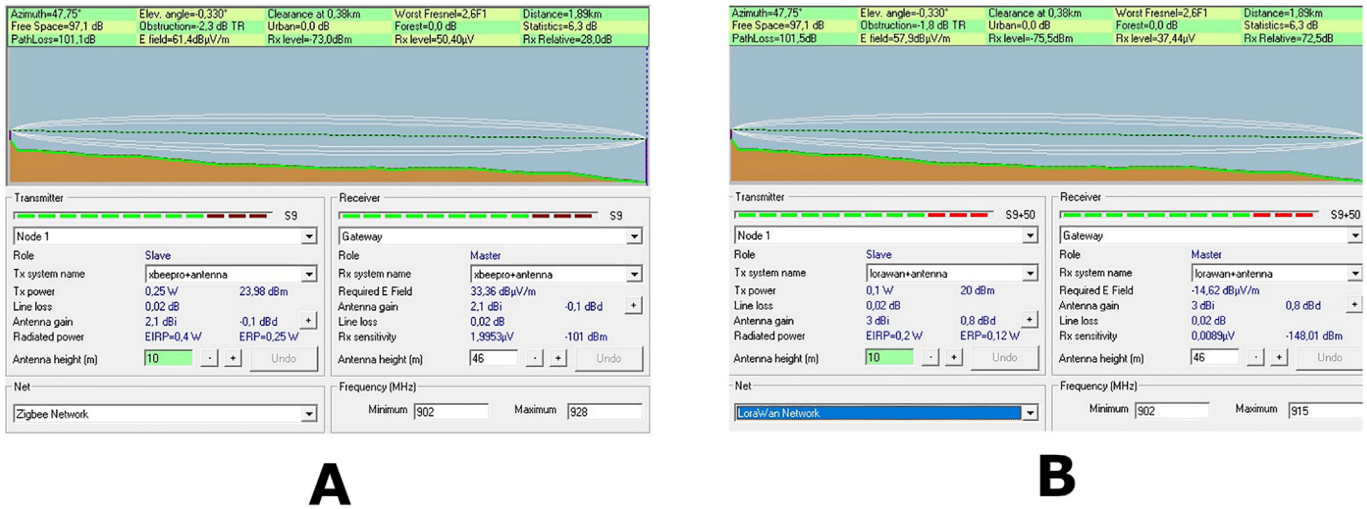 Azimuth=47,75° Elev. angle=-0,330° Clearance at 0,38km Worst Fresnel=2,6F1 Distance=1,89km
Free Space=97,1 dB Obstruction=-2,3 dB TR Urban=0,0 dB Forest=0,0 dB Statistics=6,3 dB
PathLoss=101,1dB E field=61,4dBµV/m Rx level=-73,0dBm Rx level=50,40µV Rx Relative=28,0dB
Transmitter
S9
Node 1
Role Slave
Tx system name xbeepro+antenna
Tx power 0,25 W 23,98 dBm
Line loss 0,02 dB
Antenna gain 2,1 dBi -0,1 dBd +
Radiated power EIRP=0,4 W ERP=0,25 W
Antenna height (m) 10 - + Undo
Receiver
S9
Gateway
Role Master
Rx system name xbeepro+antenna
Required E Field 33,36 dBµV/m
Antenna gain 2,1 dBi -0,1 dBd +
Line loss 0,02 dB
Rx sensitivity 1,9953µV -101 dBm
Antenna height (m) 46 - + Undo
Net
Zigbee Network
Frequency (MHz)
Minimum 902 Maximum 928
A
Azimuth=47,75° Elev. angle=-0,330° Clearance at 0,38km Worst Fresnel=2,6F1 Distance=1,89km
Free Space=97,1 dB Obstruction=-1,8 dB TR Urban=0,0 dB Forest=0,0 dB Statistics=6,3 dB
PathLoss=101,5dB E field=57,9dBµV/m Rx level=-75,5dBm Rx level=37,44µV Rx Relative=72,5dB
Transmitter
S9+50
Node 1
Role Slave
Tx system name lorawan+antenna
Tx power 0,1 W 20 dBm
Line loss 0,02 dB
Antenna gain 3 dBi 0,8 dBd +
Radiated power EIRP=0,2 W ERP=0,12 W
Antenna height (m) 10 - + Undo
Receiver
S9+50
Gateway
Role Master
Rx system name lorawan+antenna
Required E Field -14,62 dBµV/m
Antenna gain 3 dBi 0,8 dBd +
Line loss 0,02 dB
Rx sensitivity 0,0089µV -148,01 dBm
Antenna height (m) 46 - + Undo
Net
LoraWan Network
Frequency (MHz)
Minimum 902 Maximum 915
B